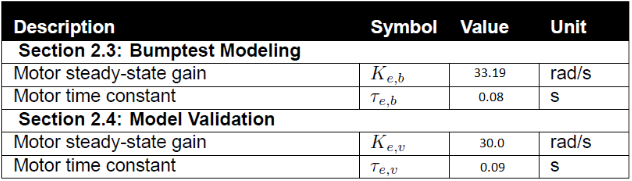 Description Symbol Value Unit
Section 2.3: Bumptest Modeling
Motor steady-state gain K_{e,b} 33.19 rad/s
Motor time constant τ_{e,b} 0.08 s
Section 2.4: Model Validation
Motor steady-state gain K_{e,v} 30.0 rad/s
Motor time constant τ_{e,v} 0.09 s